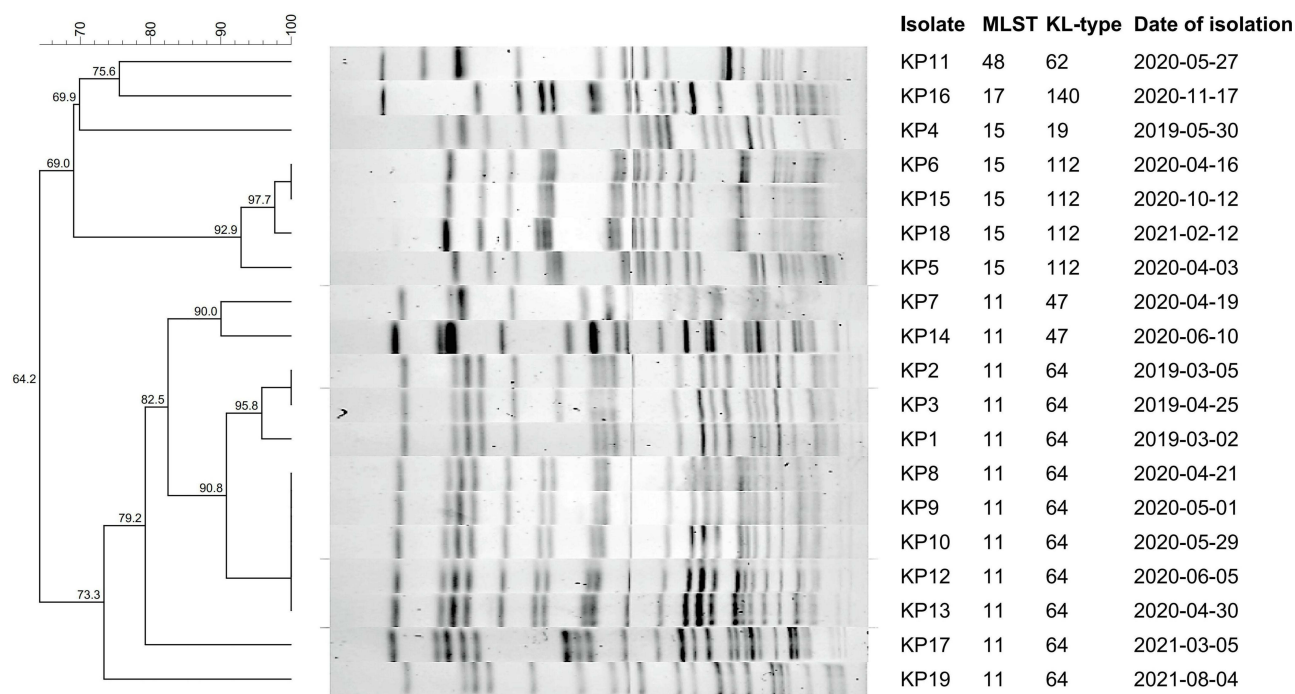 70 80 90 100
Isolate MLST KL-type Date of isolation
KP11 48 62 2020-05-27
75.6
KP16 17 140 2020-11-17
69.9
KP4 15 19 2019-05-30
69.0
KP6 15 112 2020-04-16
97.7
KP15 15 112 2020-10-12
92.9
KP18 15 112 2021-02-12
KP5 15 112 2020-04-03
90.0
KP7 11 47 2020-04-19
KP14 11 47 2020-06-10
64.2
KP2 11 64 2019-03-05
82.5 95.8
KP3 11 64 2019-04-25
KP1 11 64 2019-03-02
KP8 11 64 2020-04-21
90.8
KP9 11 64 2020-05-01
79.2
KP10 11 64 2020-05-29
KP12 11 64 2020-06-05
73.3
KP13 11 64 2020-04-30
KP17 11 64 2021-03-05
KP19 11 64 2021-08-04